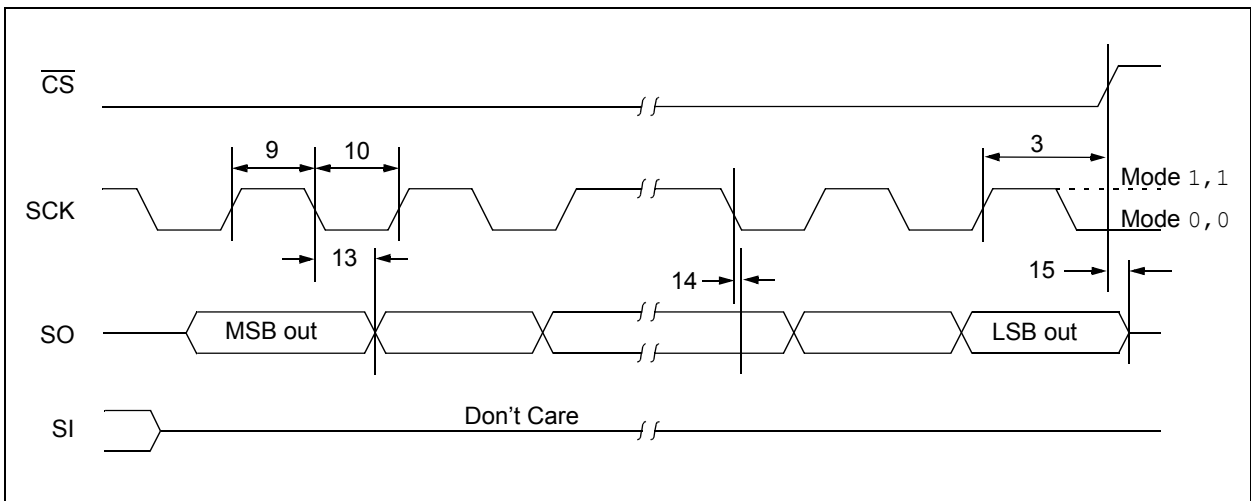 CS
9
10
3
Mode 1,1
SCK
Mode 0,0
13
14
15
SO
MSB out
LSB out
Don't Care
SI